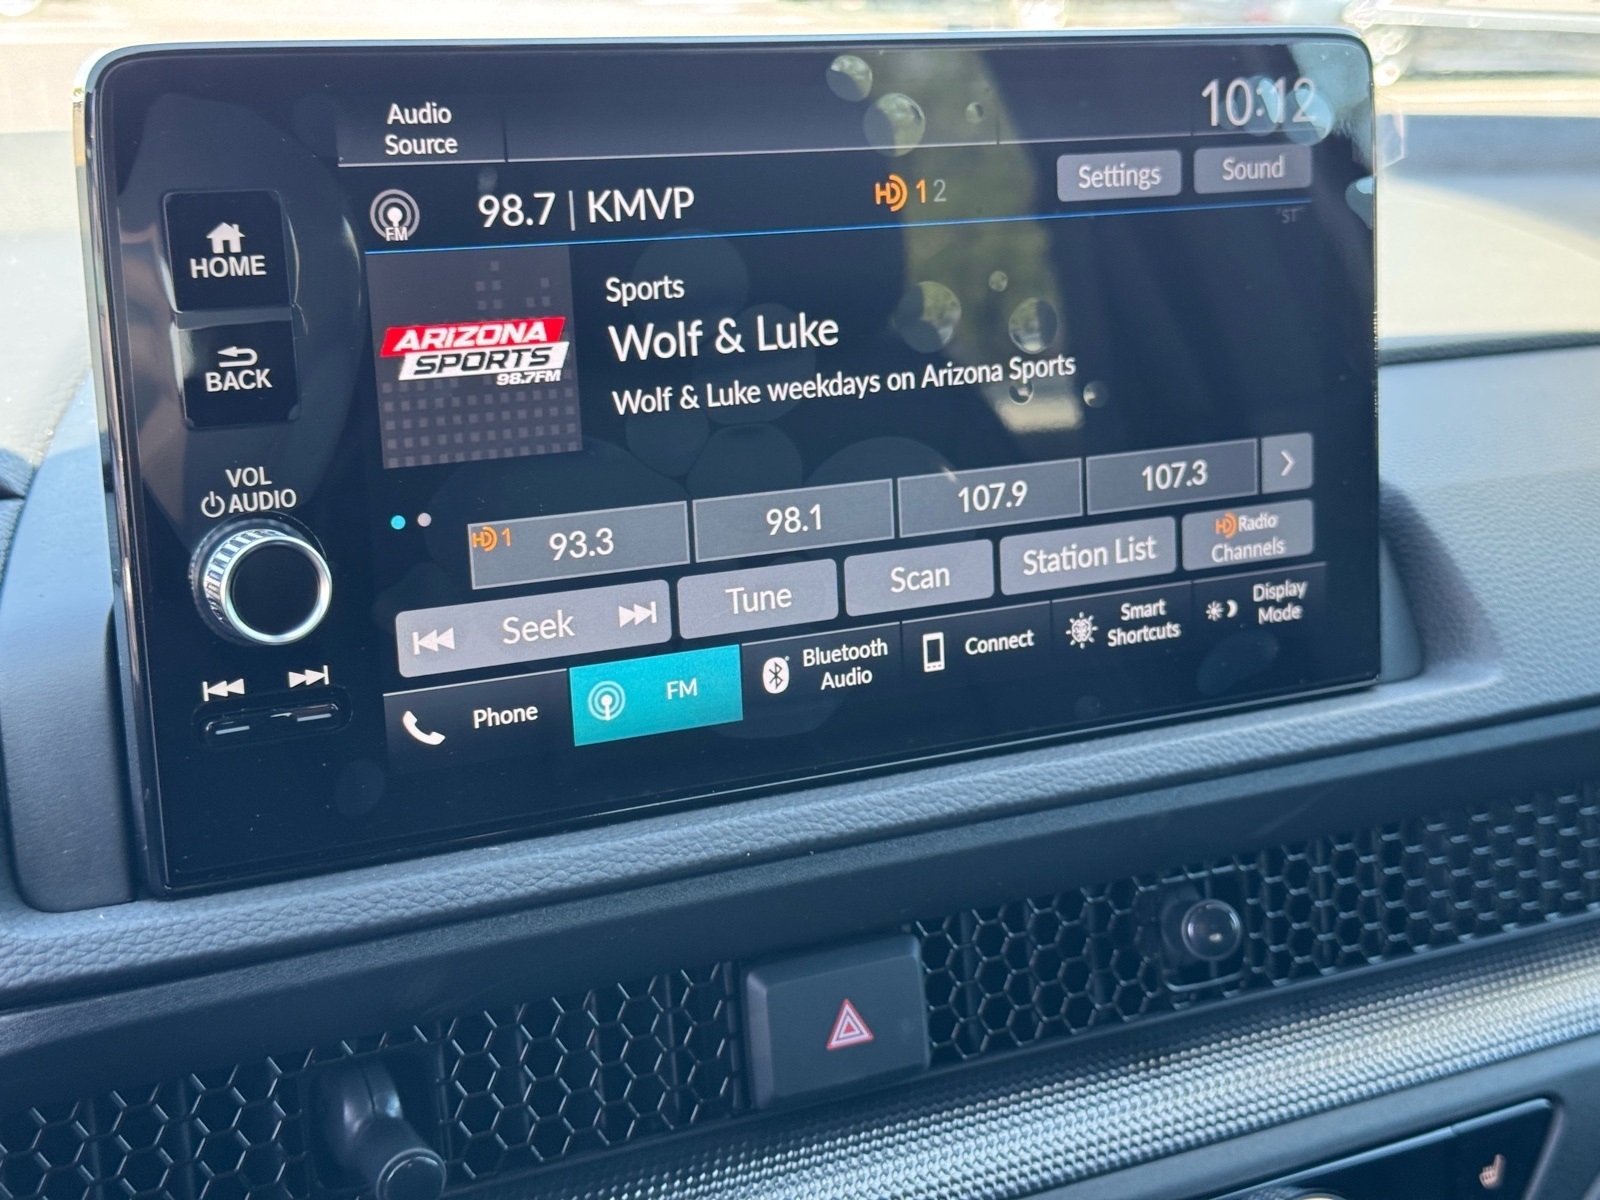 Audio
Source
10:12
FM
98.7 | KMVP
HD 1 2
Settings
Sound
"ST"
HOME
BACK
VOL
AUDIO
ARIZONA
SPORTS
98.7FM
Sports
Wolf & Luke
Wolf & Luke weekdays on Arizona Sports
HD 1 93.3
98.1
107.9
107.3
Seek
Tune
Scan
Station List
HD Radio
Channels
Phone
FM
Bluetooth
Audio
Connect
Smart
Shortcuts
Display
Mode